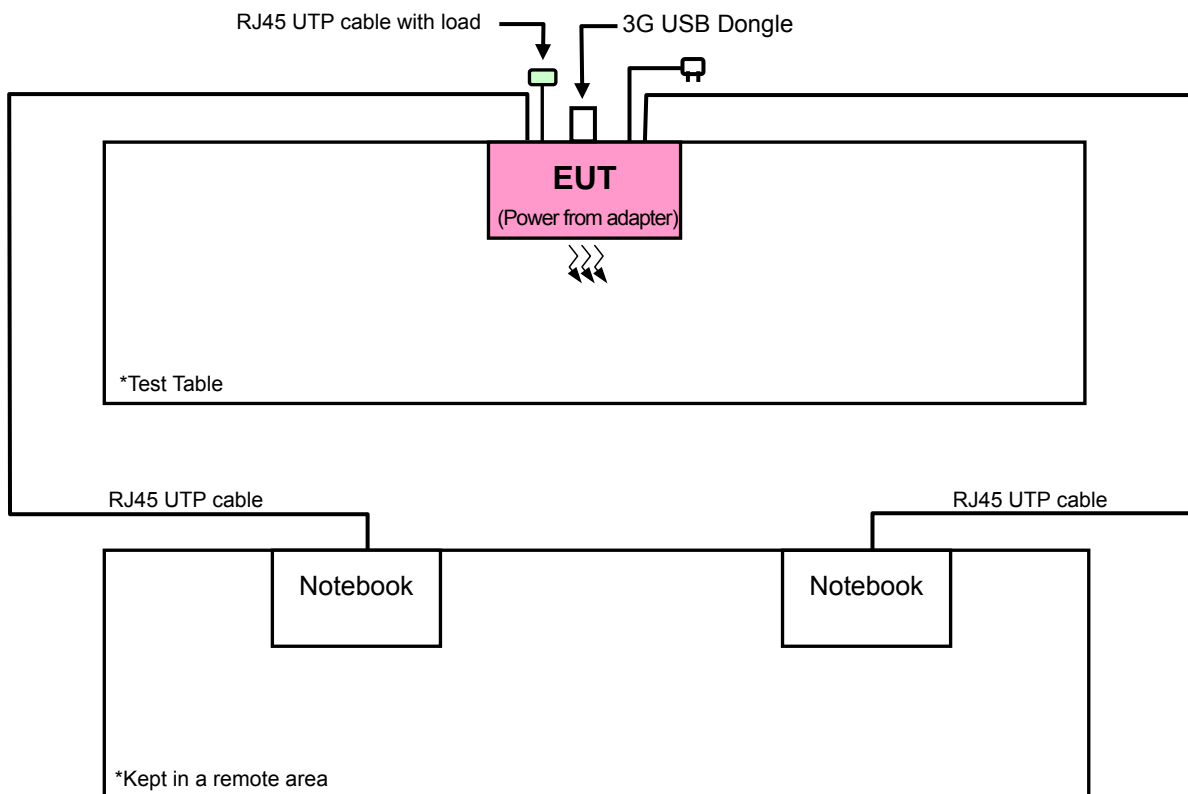 RJ45 UTP cable with load
3G USB Dongle
EUT
(Power from adapter)
*Test Table
RJ45 UTP cable
RJ45 UTP cable
Notebook
Notebook
*Kept in a remote area